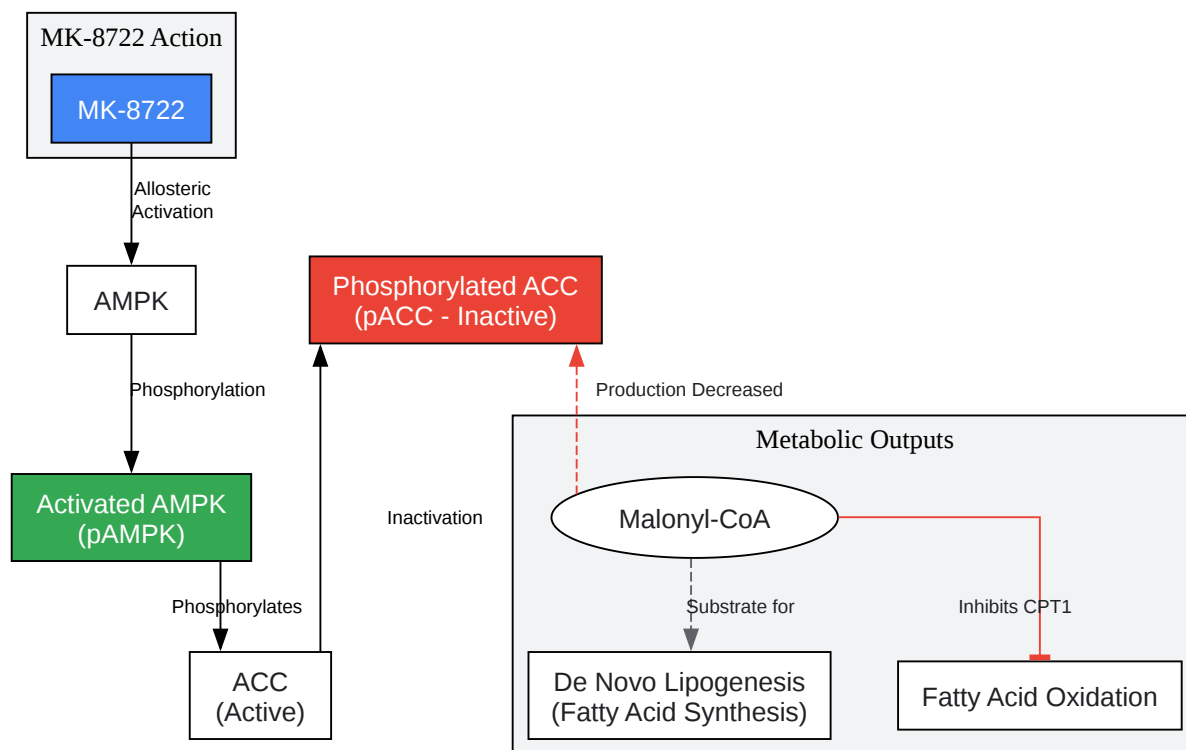 MK-8722 Action
MK-8722
Allosteric
Activation
AMPK
Phosphorylated ACC
(pACC - Inactive)
Phosphorylation
Production Decreased
Metabolic Outputs
Activated AMPK
(pAMPK)
Inactivation
Malonyl-CoA
Phosphorylates
Substrate for
Inhibits CPT1
ACC
(Active)
De Novo Lipogenesis
(Fatty Acid Synthesis)
Fatty Acid Oxidation